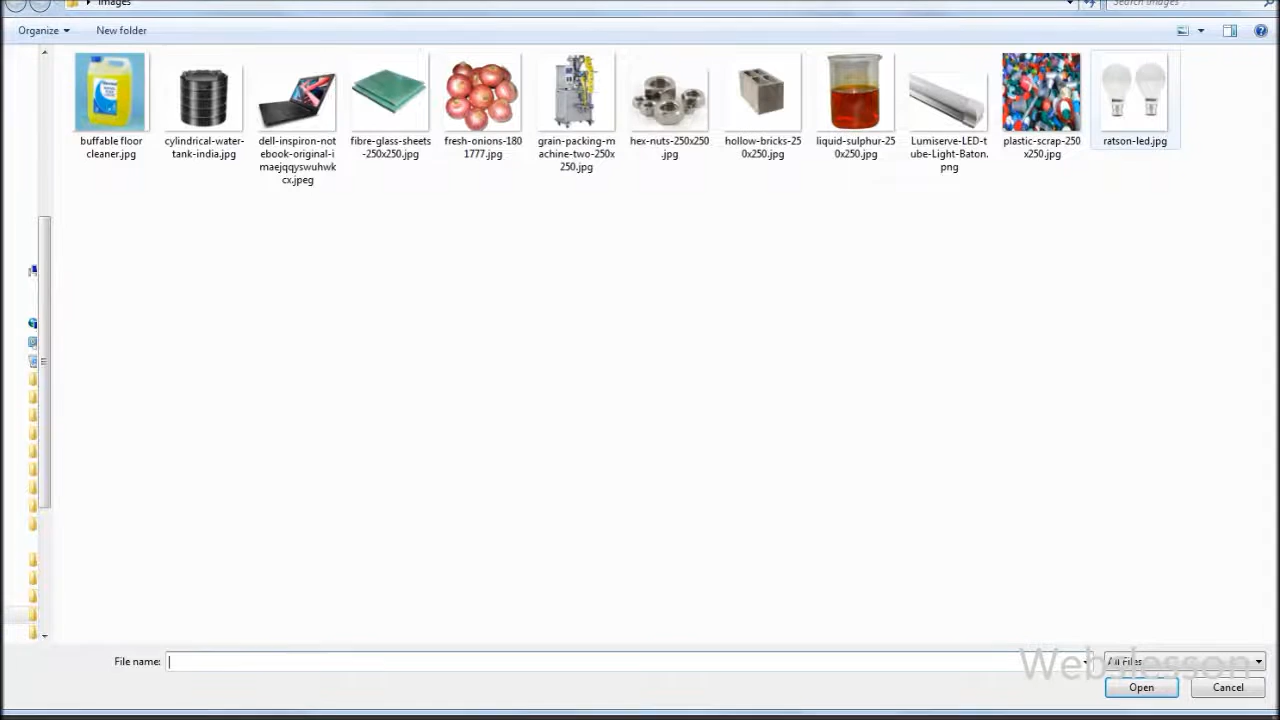 Images
Search Images
Organize
New folder
buffable floor
cleaner.jpg
cylindrical-water-
tank-india.jpg
dell-inspiron-not
ebook-original-i
maejqqyswuhwk
cx.jpeg
fibre-glass-sheets
-250x250.jpg
fresh-onions-180
1777.jpg
grain-packing-m
achine-two-250x
250.jpg
hex-nuts-250x250
.jpg
hollow-bricks-25
0x250.jpg
liquid-sulphur-25
0x250.jpg
Lumiserve-LED-t
ube-Light-Baton.
png
plastic-scrap-250
x250.jpg
ratson-led.jpg
File name:
All Files
Webslesson
Open
Cancel